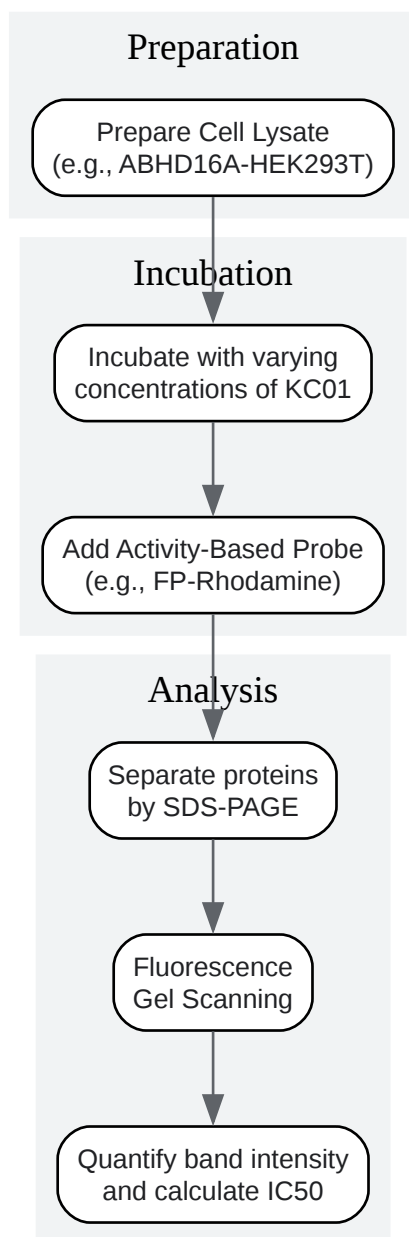 Preparation
Prepare Cell Lysate
(e.g., ABHD16A-HEK293T)
Incubation
Incubate with varying
concentrations of KC01
Add Activity-Based Probe
(e.g., FP-Rhodamine)
Analysis
Separate proteins
by SDS-PAGE
Fluorescence
Gel Scanning
Quantify band intensity
and calculate IC50